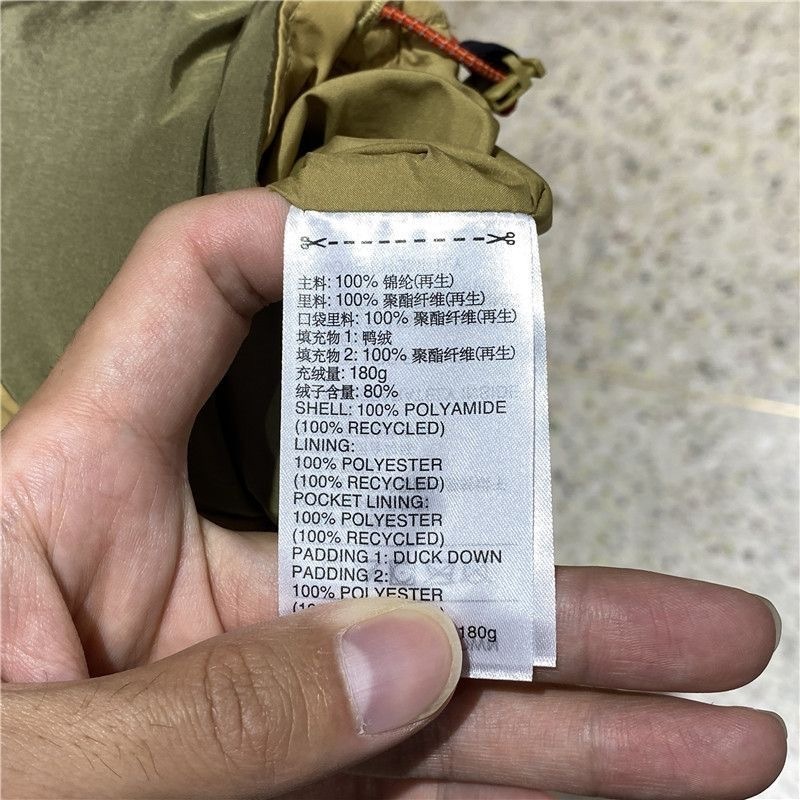 主料: 100% 锦纶(再生)
里料: 100% 聚酯纤维(再生)
口袋里料: 100% 聚酯纤维(再生)
填充物 1: 鸭绒
填充物 2: 100% 聚酯纤维(再生)
充绒量: 180g
绒子含量: 80%
SHELL: 100% POLYAMIDE
(100% RECYCLED)
LINING:
100% POLYESTER
(100% RECYCLED)
POCKET LINING:
100% POLYESTER
(100% RECYCLED)
PADDING 1: DUCK DOWN
PADDING 2:
100% POLYESTER
180g